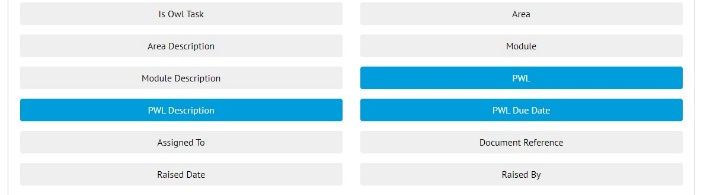 Is Owl Task
Area
Area Description
Module
Module Description
PWL
PWL Description
PWL Due Date
Assigned To
Document Reference
Raised Date
Raised By